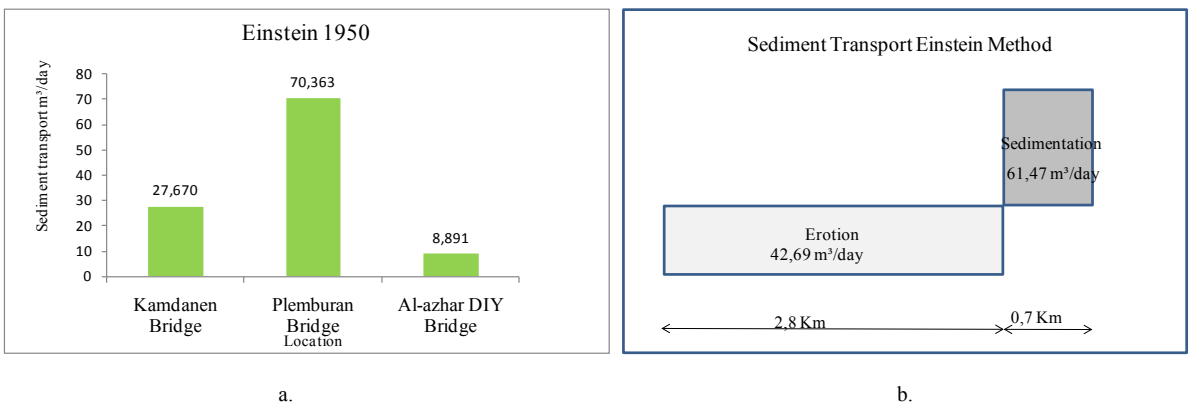 Einstein 1950
Sediment transport m³/day
80
70
60
50
40
30
20
10
0
27,670
70,363
8,891
Kamdanen
Bridge
Plemburan
Bridge
Al-azhar DIY
Bridge
Location
a.
Sediment Transport Einstein Method
Sedimentation
61,47 m³/day
Erotion
42,69 m³/day
2,8 Km
0,7 Km
b.